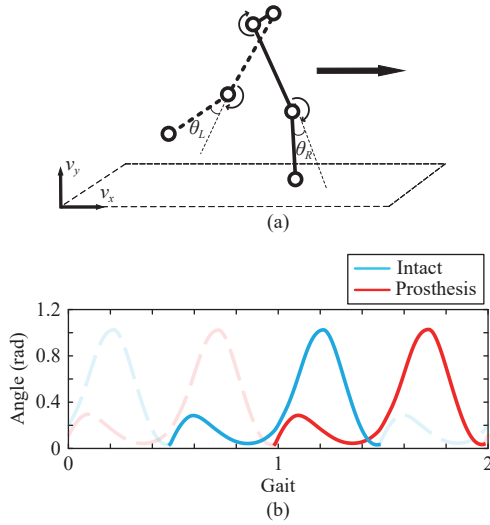 θL
θR
vy
vx
(a)
Intact
Prosthesis
1.2
0.8
0.4
0
Angle (rad)
0
1
2
Gait
(b)